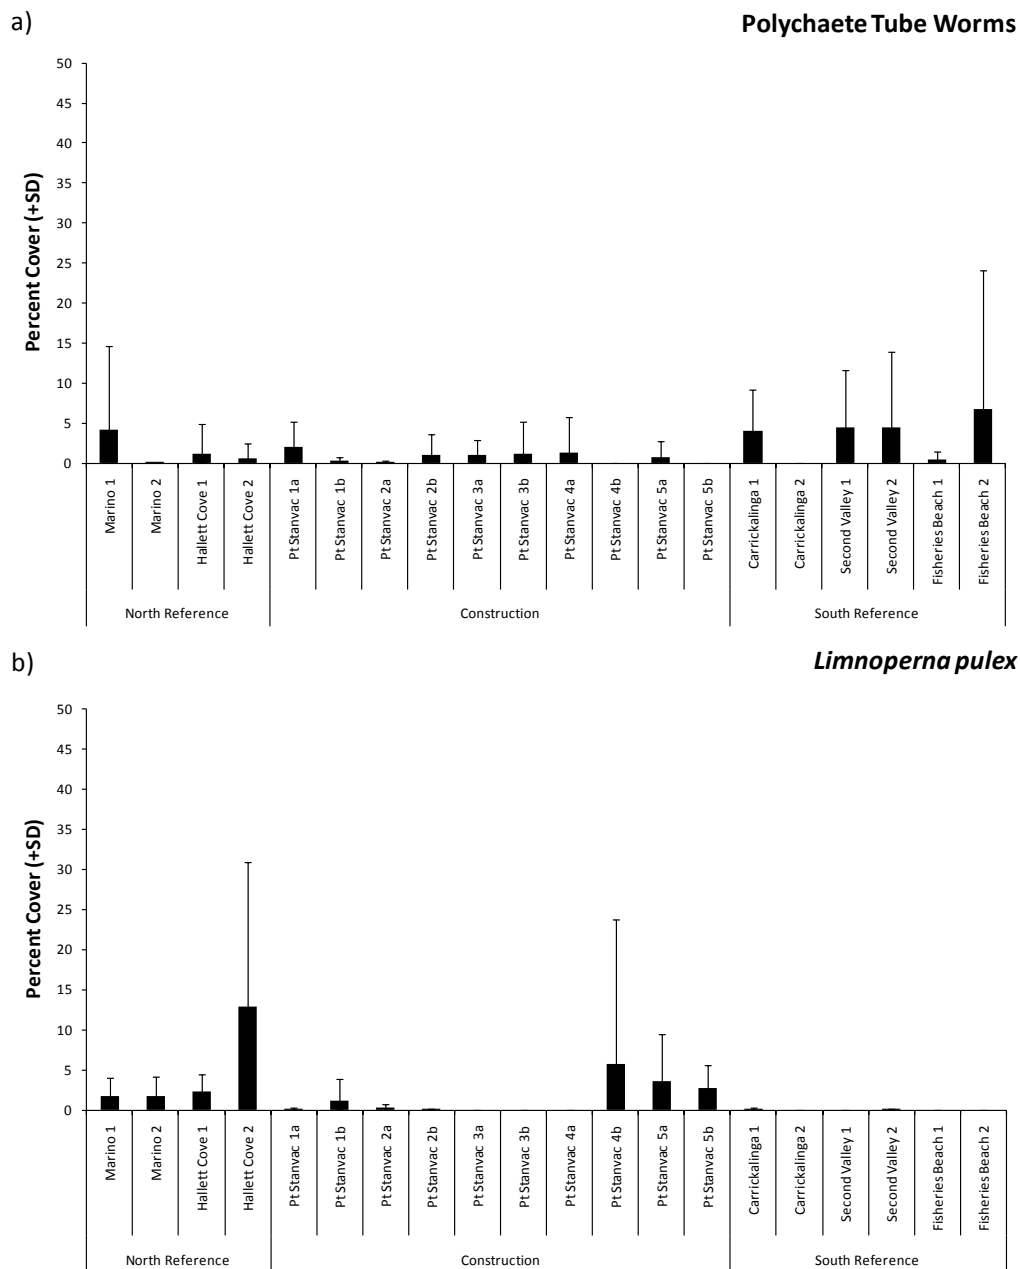 a)
Polychaete Tube Worms
Percent Cover (+SD)
50
45
40
35
30
25
20
15
10
5
0
Marino 1
Marino 2
Hallett Cove 1
Hallett Cove 2
Pt Stanvac 1a
Pt Stanvac 1b
Pt Stanvac 2a
Pt Stanvac 2b
Pt Stanvac 3a
Pt Stanvac 3b
Pt Stanvac 4a
Pt Stanvac 4b
Pt Stanvac 5a
Pt Stanvac 5b
Carrickalinga 1
Carrickalinga 2
Second Valley 1
Second Valley 2
Fisheries Beach 1
Fisheries Beach 2
North Reference
Construction
South Reference
b)
Limnoperna pulex
Percent Cover (+SD)
50
45
40
35
30
25
20
15
10
5
0
Marino 1
Marino 2
Hallett Cove 1
Hallett Cove 2
Pt Stanvac 1a
Pt Stanvac 1b
Pt Stanvac 2a
Pt Stanvac 2b
Pt Stanvac 3a
Pt Stanvac 3b
Pt Stanvac 4a
Pt Stanvac 4b
Pt Stanvac 5a
Pt Stanvac 5b
Carrickalinga 1
Carrickalinga 2
Second Valley 1
Second Valley 2
Fisheries Beach 1
Fisheries Beach 2
North Reference
Construction
South Reference